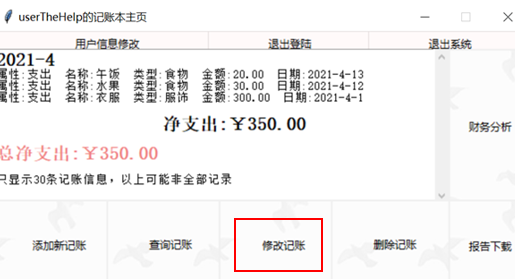 userTheHelp的记账本主页
用户信息修改 退出登陆 退出系统
2021-4
属性:支出 名称:午饭 类型:食物 金额:20.00 日期:2021-4-13
属性:支出 名称:水果 类型:食物 金额:30.00 日期:2021-4-12
属性:支出 名称:衣服 类型:服饰 金额:300.00 日期:2021-4-1
净支出:￥350.00
总净支出:￥350.00
只显示30条记账信息，以上可能非全部记录
财务分析
添加新记账 查询记账 修改记账 删除记账 报告下载